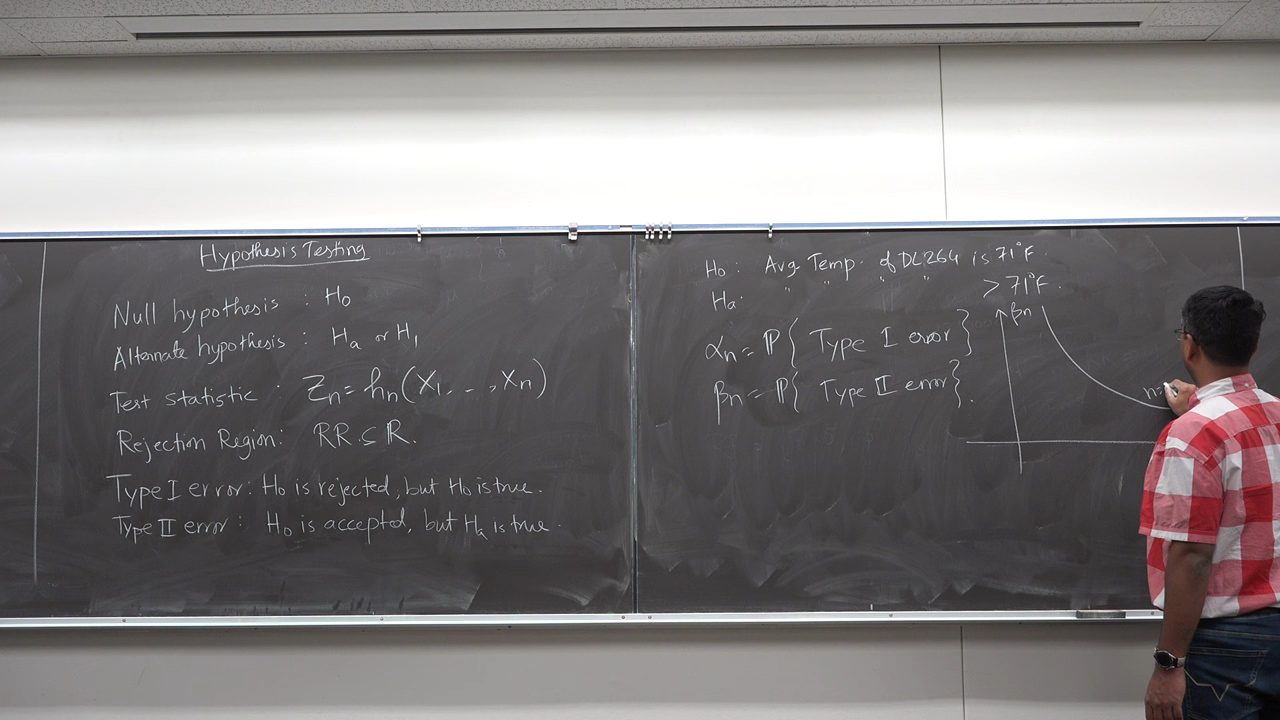 Hypothesis Testing
Null hypothesis : H₀
Alternate hypothesis : Hₐ or H₁
Test statistic : Zₙ = hₙ(X₁, . . , Xₙ)
Rejection Region: RR ⊆ ℝ.
Type I error: H₀ is rejected, but H₀ is true.
Type II error: H₀ is accepted, but Hₐ is true.
H₀ : Avg. Temp. of DL264 is 71°F.
Hₐ: " " " " > 71°F.
αₙ = ℙ{ Type I error }
βₙ = ℙ{ Type II error }.
βₙ
n=